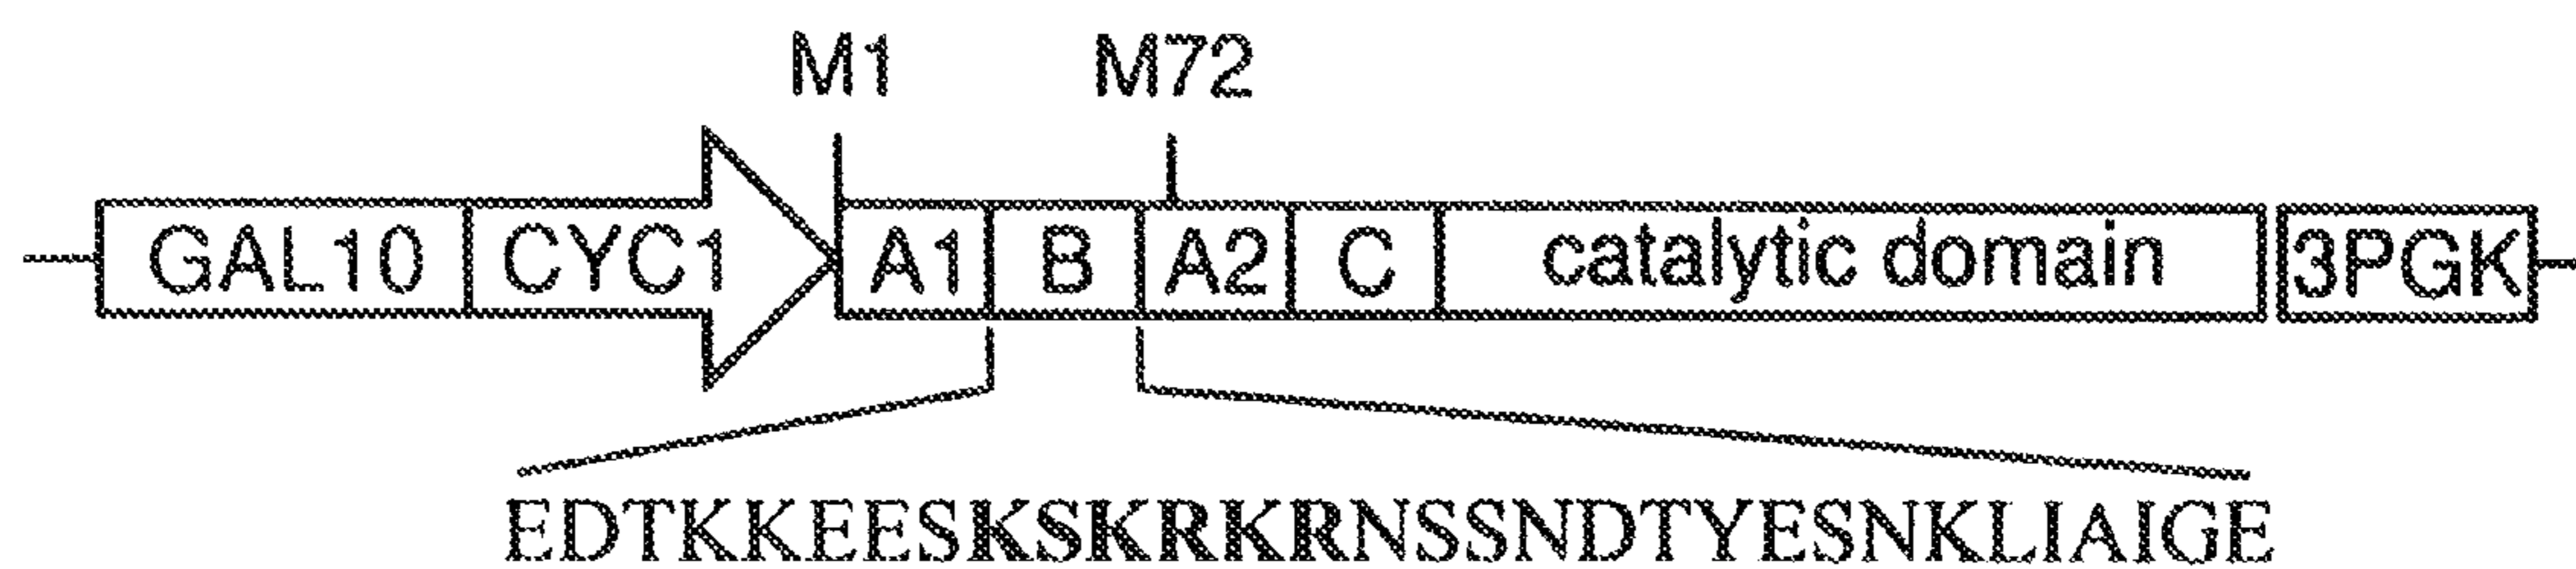 M1 M72
GAL10 CYC1 A1 B A2 C catalytic domain 3PGK
EDTKKEESKSKRKRNSSNDTYESNKLIAIGE